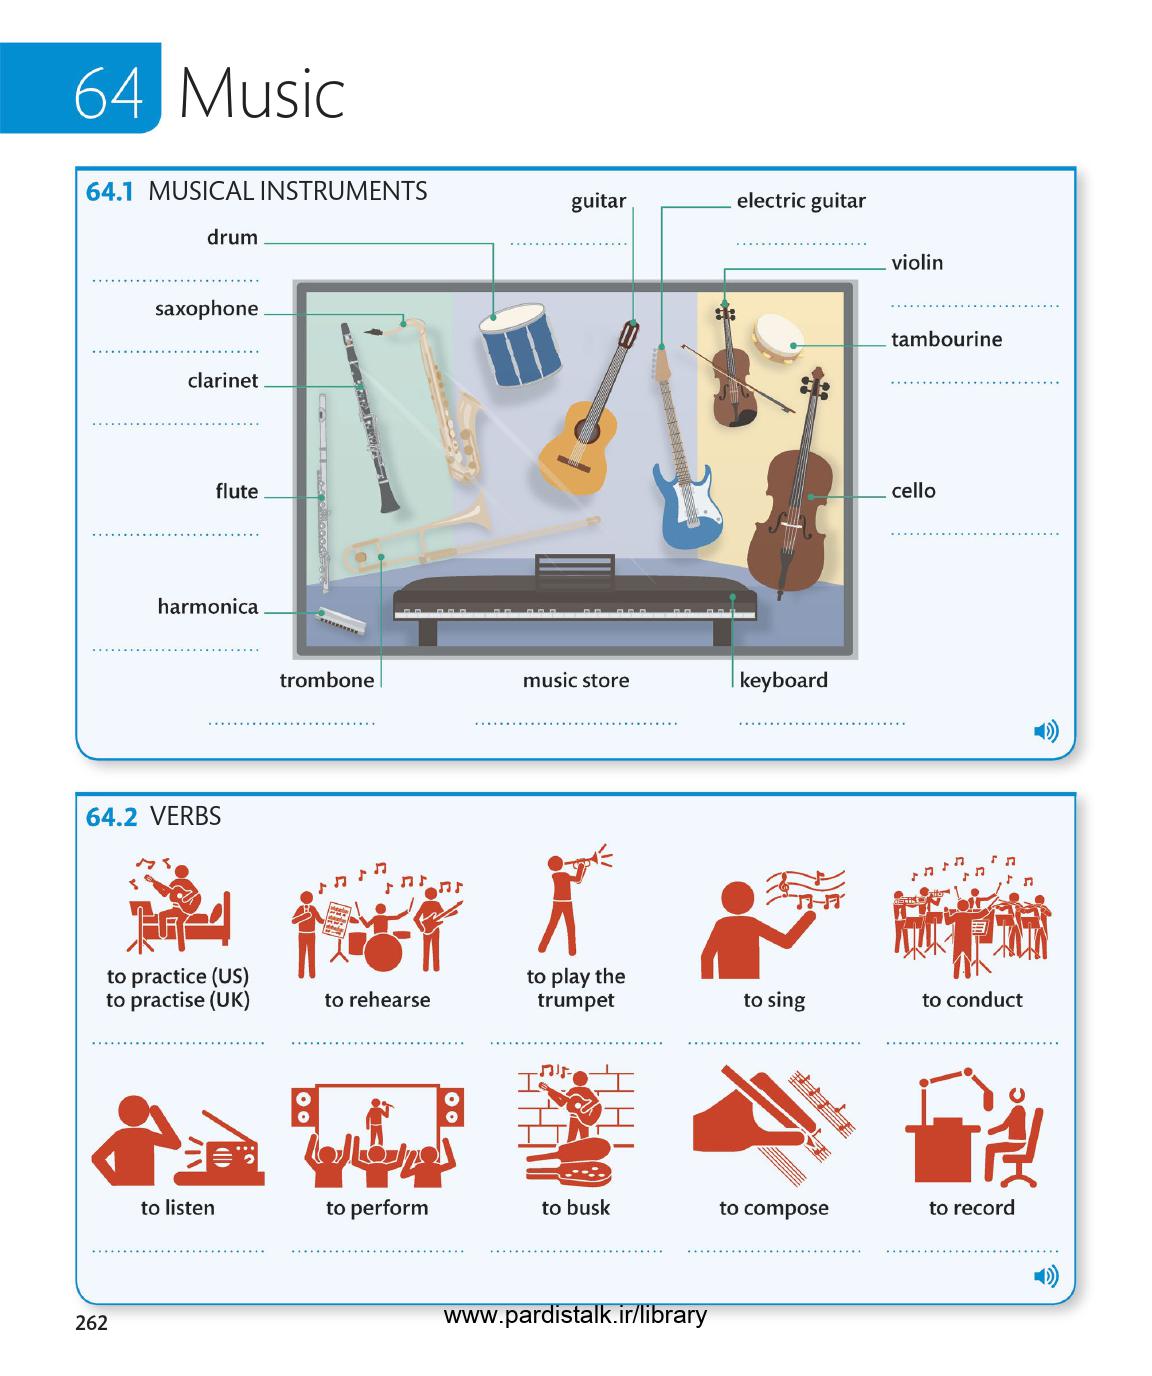 64 Music
64.1 MUSICAL INSTRUMENTS
guitar
electric guitar
drum
violin
saxophone
tambourine
clarinet
flute
cello
harmonica
trombone
music store
keyboard
64.2 VERBS
to practice (US)
to practise (UK)
to rehearse
to play the
trumpet
to sing
to conduct
to listen
to perform
to busk
to compose
to record
262
www.pardistalk.ir/library